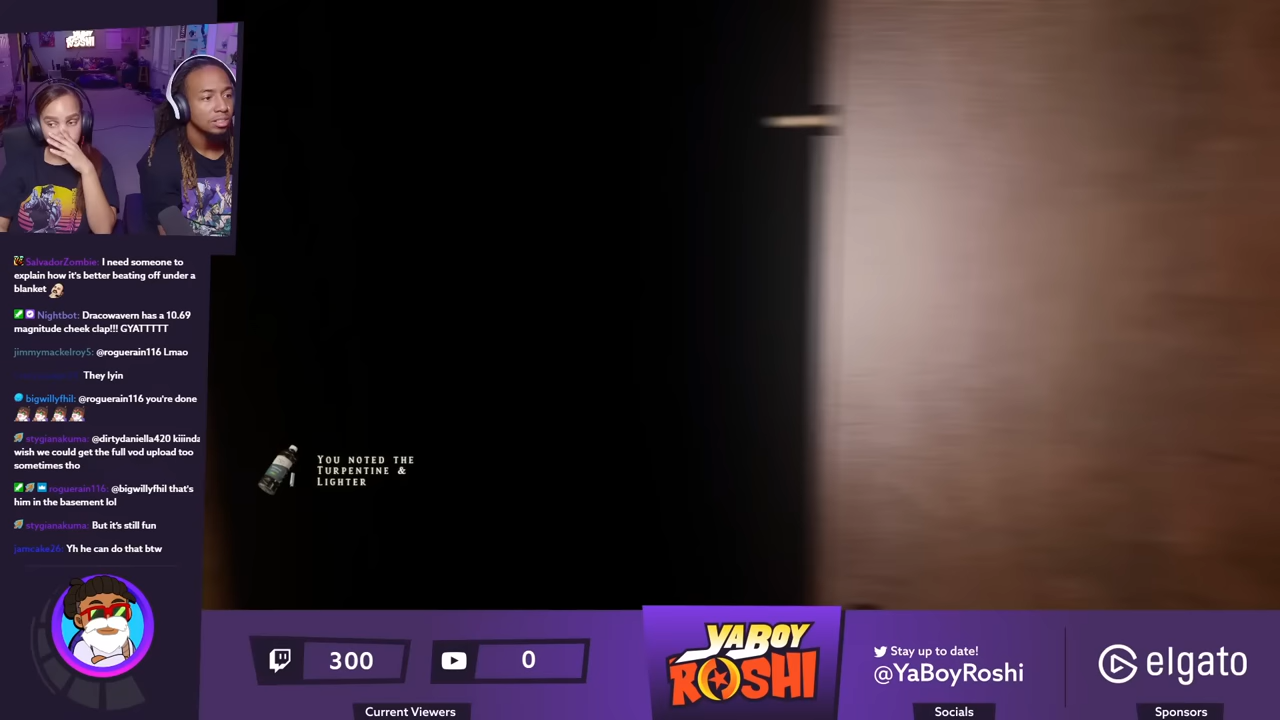 YABOY
ROSHI
SalvadorZombie: I need someone to
explain how it's better beating off under a
blanket
Nightbot: Dracowavern has a 10.69
magnitude cheek clap!!! GYATTTTT
jimmymackelroy5: @roguerain116 Lmao
They lyin
bigwillyfhil: @roguerain116 you're done
stygianakuma: @dirtydaniella420 kiiinda
wish we could get the full vod upload too
sometimes tho
roguerain116: @bigwillyfhil that's
him in the basement lol
stygianakuma: But it's still fun
jamcake26: Yh he can do that btw
YOU NOTED THE
TURPENTINE &
LIGHTER
300
0
Current Viewers
YABOY
ROSHI
Stay up to date!
@YaBoyRoshi
Socials
elgato
Sponsors